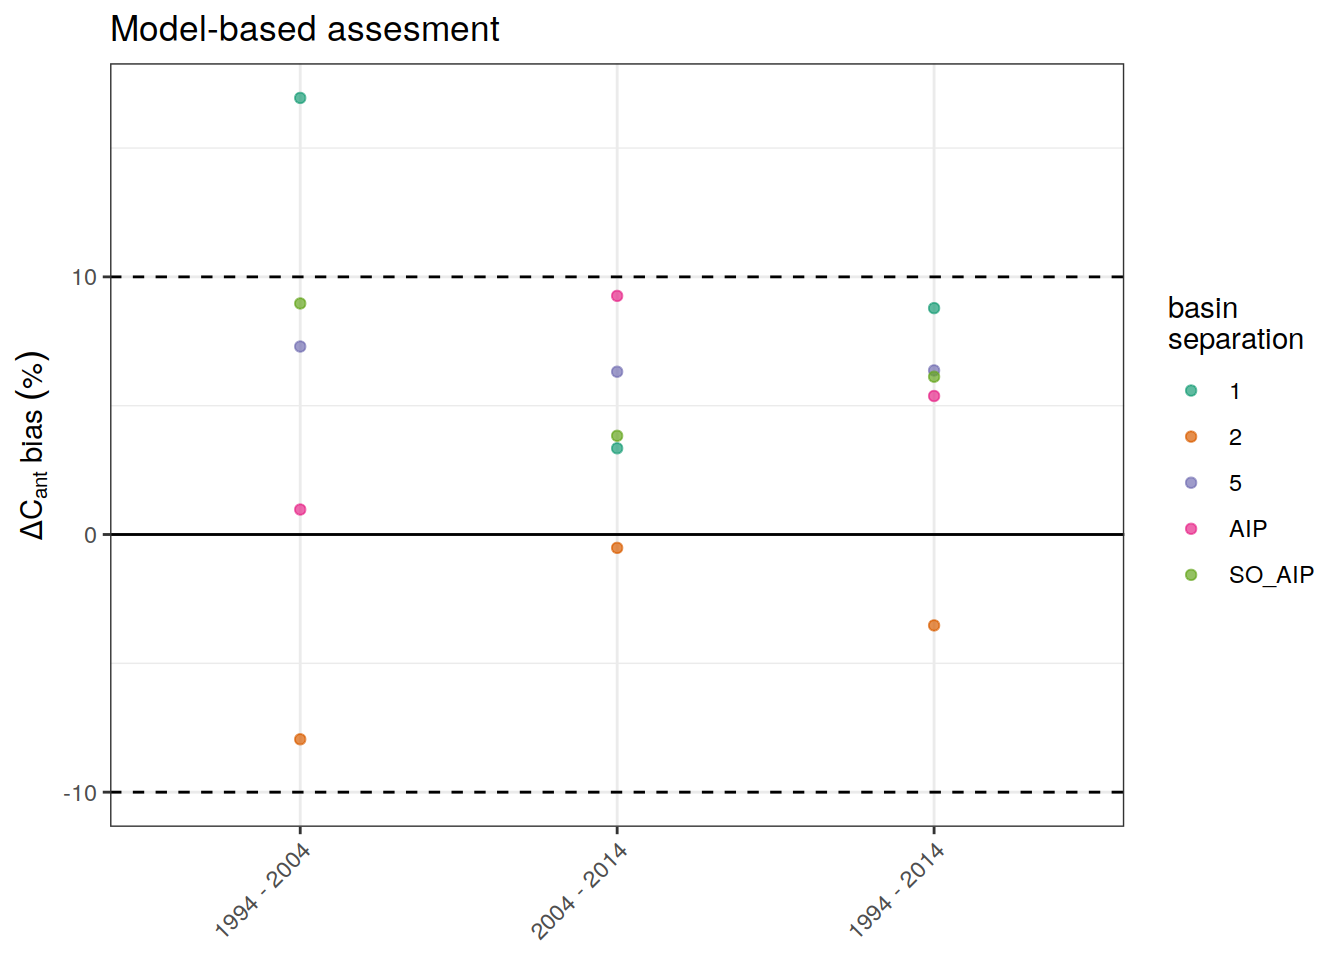 Model-based assesment
10
0
-10
ΔCant bias (%)
1994 - 2004
2004 - 2014
1994 - 2014
basin
separation
1
2
5
AIP
SO_AIP